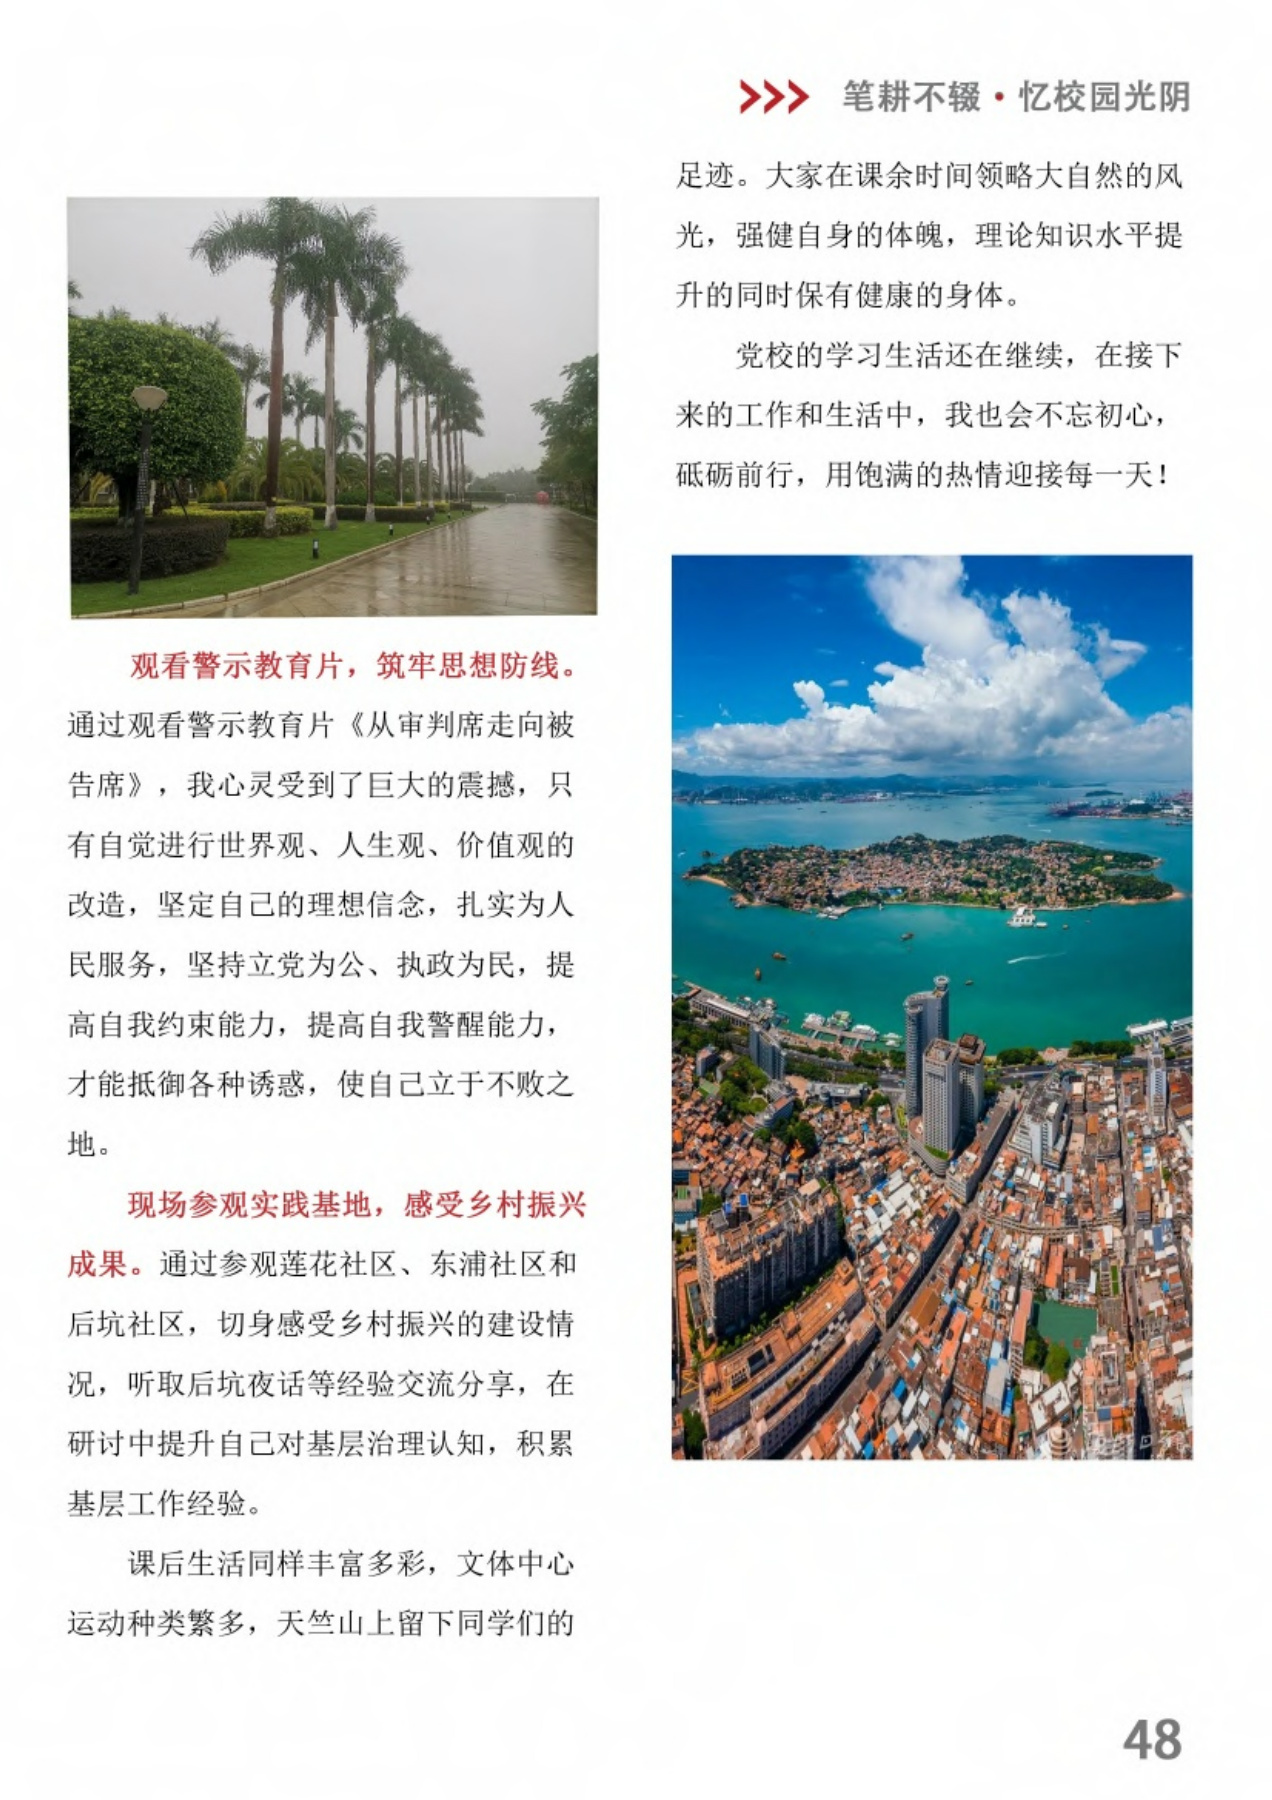 笔耕不辍·忆校园光阴
观看警示教育片，筑牢思想防线。
通过观看警示教育片《从审判席走向被
告席》，我心灵受到了巨大的震撼，只
有自觉进行世界观、人生观、价值观的
改造，坚定自己的理想信念，扎实为人
民服务，坚持立党为公、执政为民，提
高自我约束能力，提高自我警醒能力，
才能抵御各种诱惑，使自己立于不败之
地。
现场参观实践基地，感受乡村振兴
成果。通过参观莲花社区、东浦社区和
后坑社区，切身感受乡村振兴的建设情
况，听取后坑夜话等经验交流分享，在
研讨中提升自己对基层治理认知，积累
基层工作经验。
课后生活同样丰富多彩，文体中心
运动种类繁多，天竺山上留下同学们的
足迹。大家在课余时间领略大自然的风
光，强健自身的体魄，理论知识水平提
升的同时保有健康的身体。
党校的学习生活还在继续，在接下
来的工作和生活中，我也会不忘初心，
砥砺前行，用饱满的热情迎接每一天！
48